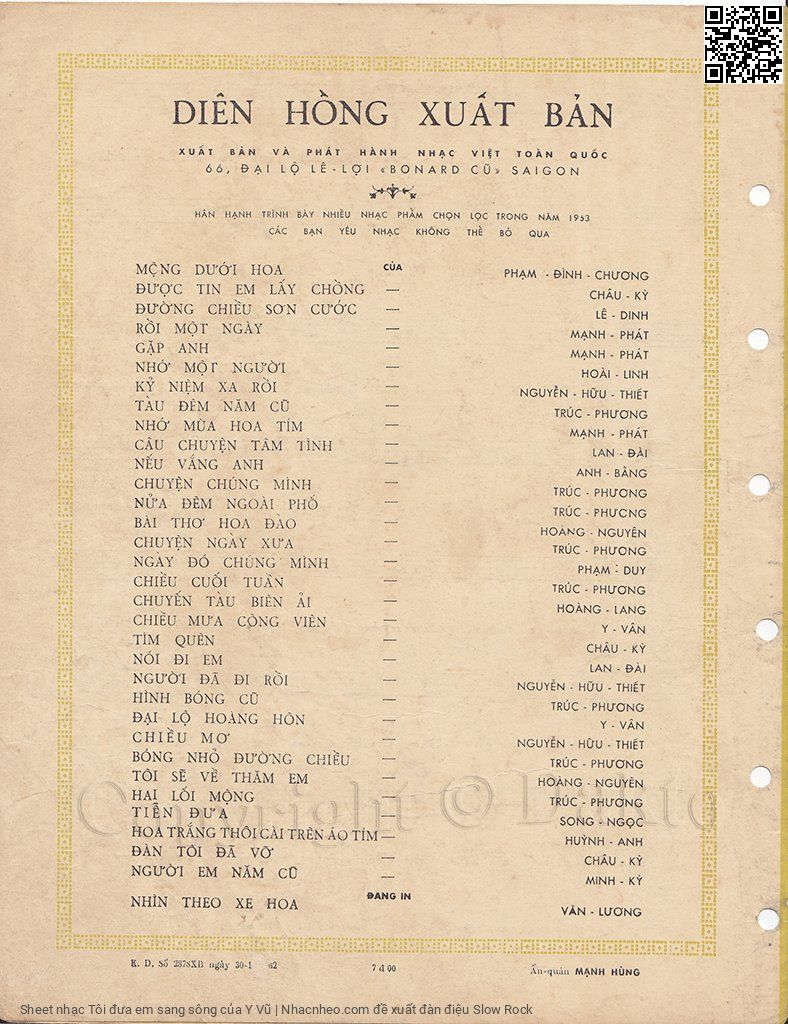 DIÊN HỒNG XUẤT BẢN
XUẤT BẢN VÀ PHÁT HÀNH NHẠC VIỆT TOÀN QUỐC
66, ĐẠI LỘ LÊ-LỢI «BONARD CŨ» SAIGON
HÂN HẠNH TRÌNH BÀY NHIỀU NHẠC PHẨM CHỌN LỌC TRONG NĂM 1963
CÁC BẠN YÊU NHẠC KHÔNG THỂ BỎ QUA
MỘNG DƯỚI HOA CỦA PHẠM - ĐÌNH - CHƯƠNG
ĐƯỢC TIN EM LẤY CHỒNG — CHÂU - KỲ
ĐƯỜNG CHIỀU SƠN CƯỚC — LÊ - DINH
RỒI MỘT NGÀY — MẠNH - PHÁT
GẶP ANH — MẠNH - PHÁT
NHỚ MỘT NGƯỜI — HOÀI - LINH
KỶ NIỆM XA RỒI — NGUYỄN - HỮU - THIẾT
TÀU ĐÊM NĂM CŨ — TRÚC - PHƯƠNG
NHỚ MÙA HOA TÍM — MẠNH - PHÁT
CÂU CHUYỆN TÂM TÌNH — LAN - ĐÀI
NẾU VẮNG ANH — ANH - BẰNG
CHUYỆN CHÚNG MÌNH — TRÚC - PHƯƠNG
NỬA ĐÊM NGOÀI PHỐ — TRÚC - PHƯƠNG
BÀI THƠ HOA ĐÀO — HOÀNG - NGUYÊN
CHUYỆN NGÀY XƯA — TRÚC - PHƯƠNG
NGÀY ĐÓ CHÚNG MÌNH — PHẠM - DUY
CHIỀU CUỐI TUẦN — TRÚC - PHƯƠNG
CHUYẾN TÀU BIÊN ẢI — HOÀNG - LANG
CHIỀU MƯA CÔNG VIÊN — Y - VÂN
TÌM QUÊN — CHÂU - KỲ
NÓI ĐI EM — LAN - ĐÀI
NGƯỜI ĐÃ ĐI RỒI — NGUYỄN - HỮU - THIẾT
HÌNH BÓNG CŨ — TRÚC - PHƯƠNG
ĐẠI LỘ HOÀNG HÔN — Y - VÂN
CHIỀU MƠ — NGUYỄN - HỮU - THIẾT
BÓNG NHỎ ĐƯỜNG CHIỀU — TRÚC - PHƯƠNG
TÔI SẼ VỀ THĂM EM — HOÀNG - NGUYÊN
HAI LỐI MỘNG — TRÚC - PHƯƠNG
TIỄN ĐƯA — SONG - NGỌC
HOA TRẮNG THÔI CÀI TRÊN ÁO TÍM — HUỲNH - ANH
ĐÀN TÔI ĐÃ VỠ — CHÂU - KỲ
NGƯỜI EM NĂM CŨ — MINH - KỲ
NHÌN THEO XE HOA ĐANG IN VĂN - LƯƠNG
K. D. Số 2878XB ngày 30-1 62 7 đ 00 Ấn-quán MẠNH HÙNG
Sheet nhạc Tôi đưa em sang sông của Y Vũ | Nhacnheo.com đề xuất đàn điệu Slow Rock